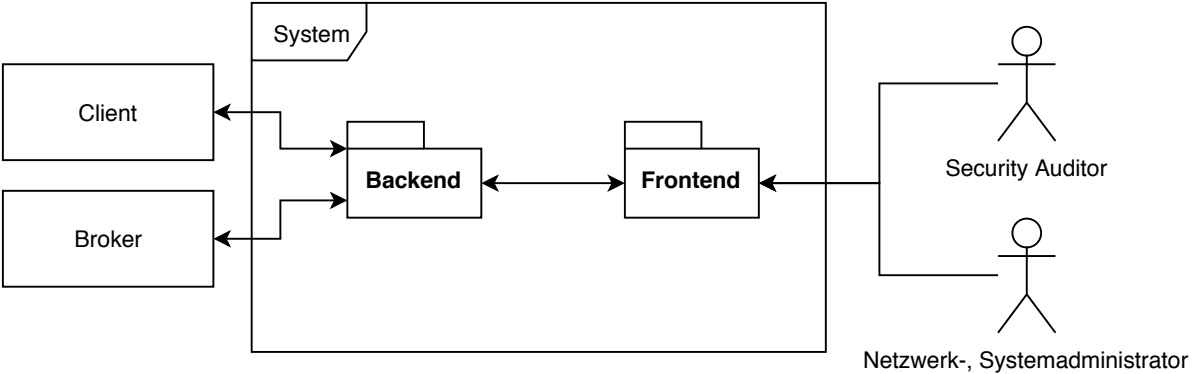 System
Client
Broker
Backend
Frontend
Security Auditor
Netzwerk-, Systemadministrator